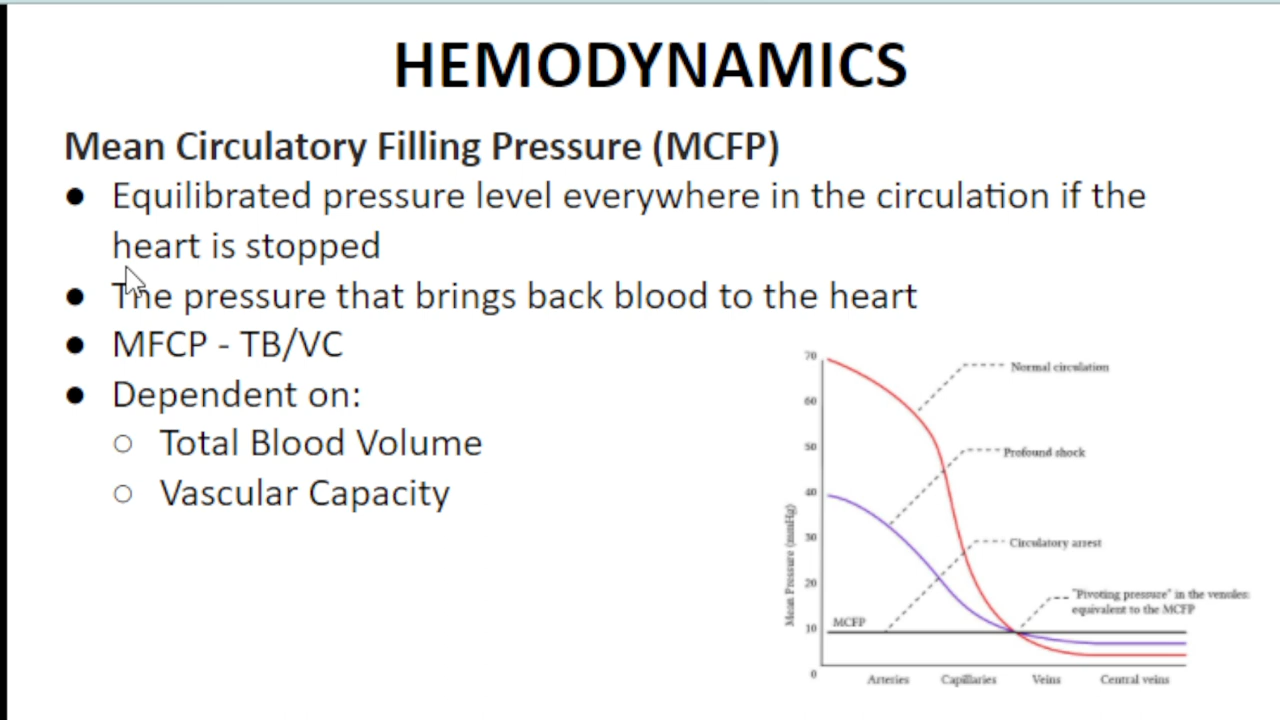 HEMODYNAMICS
Mean Circulatory Filling Pressure (MCFP)
● Equilibrated pressure level everywhere in the circulation if the
heart is stopped
● The pressure that brings back blood to the heart
● MFCP - TB/VC
● Dependent on:
○ Total Blood Volume
○ Vascular Capacity
70
60
50
40
30
20
10
0
Mean Pressure (mmHg)
Normal circulation
Profound shock
Circulatory arrest
"Pivoting pressure" in the venules:
equivalent to the MCFP
MCFP
Arteries Capillaries Veins Central veins